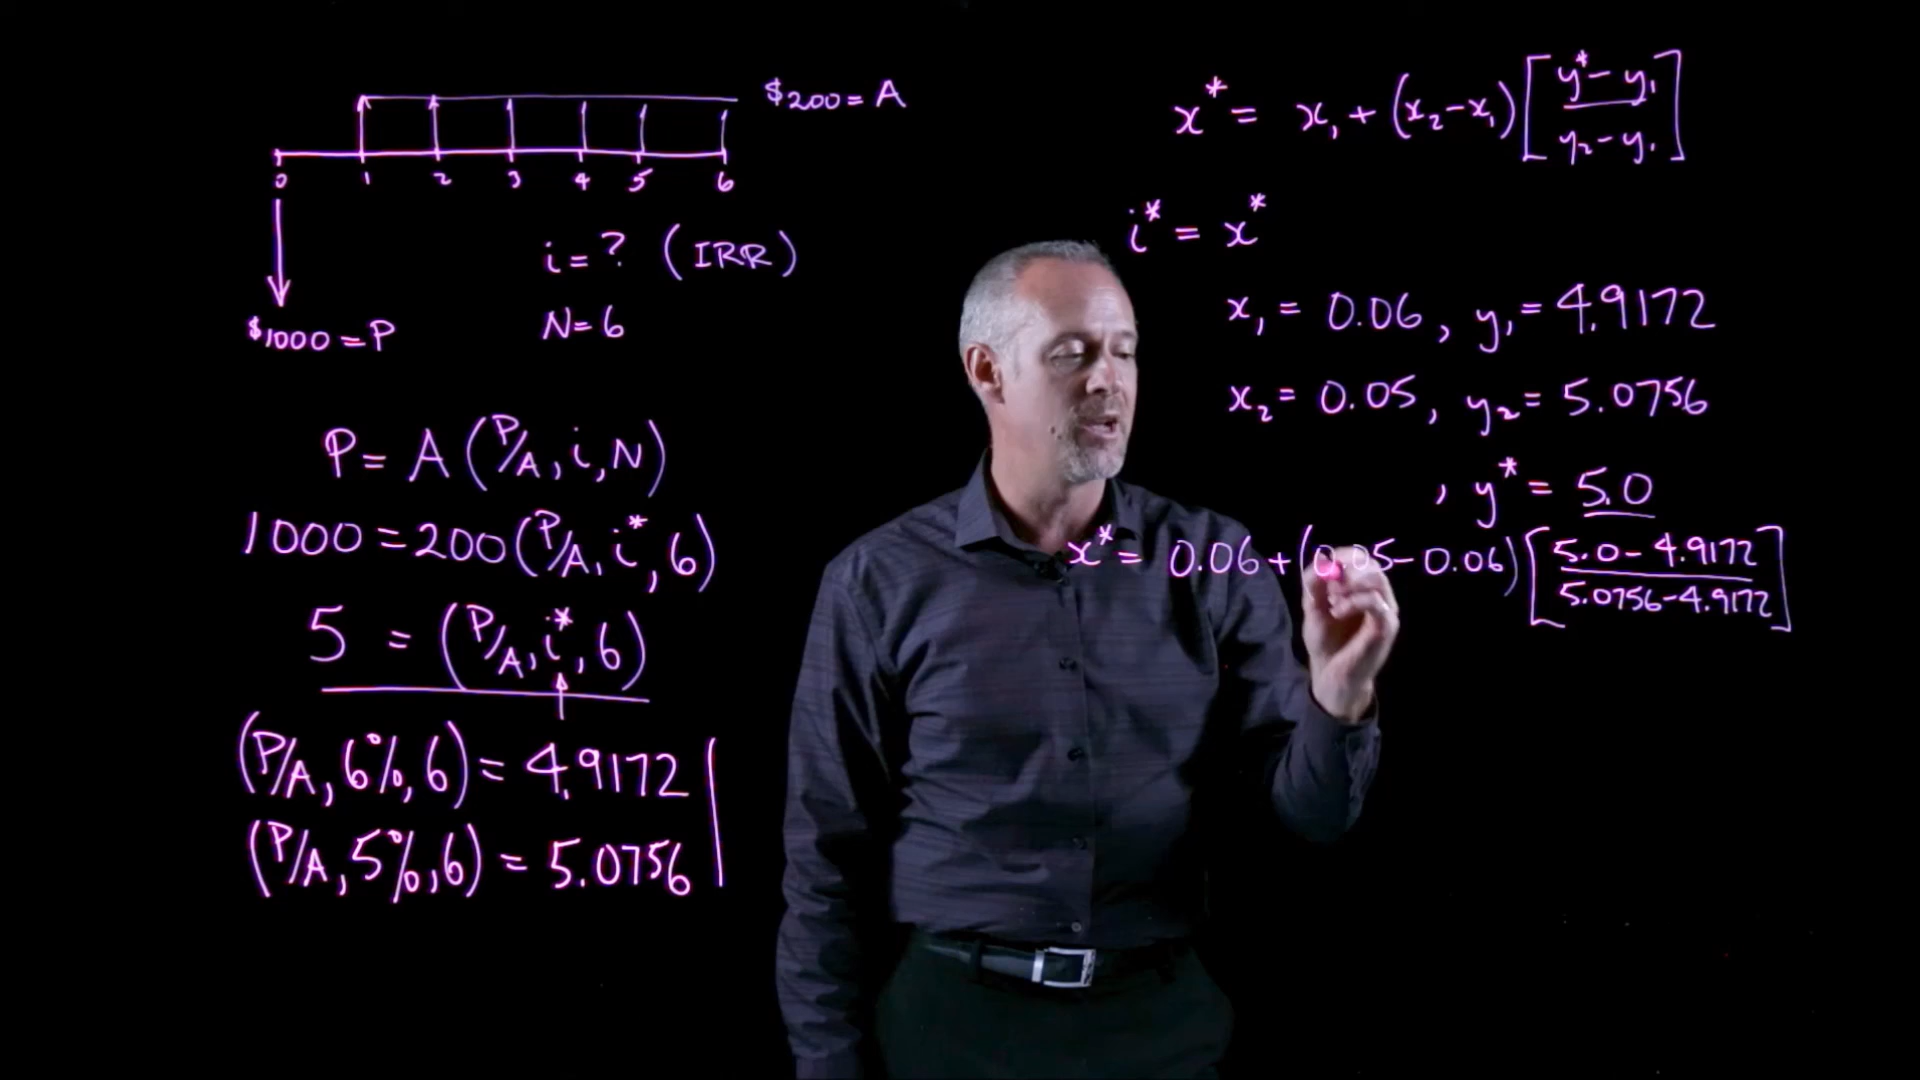 $200 = A
0 1 2 3 4 5 6
$1000 = P
i = ? (IRR)
N = 6
P = A (P/A, i, N)
1000 = 200 (P/A, i*, 6)
5 = (P/A, i*, 6)
(P/A, 6%, 6) = 4.9172
(P/A, 5%, 6) = 5.0756
x* = x₁ + (x₂ - x₁) [(y* - y₁)/(y₂ - y₁)]
i* = x*
x₁ = 0.06, y₁ = 4.9172
x₂ = 0.05, y₂ = 5.0756
, y* = 5.0
x* = 0.06 + (0.05 - 0.06) [(5.0 - 4.9172)/(5.0756 - 4.9172)]